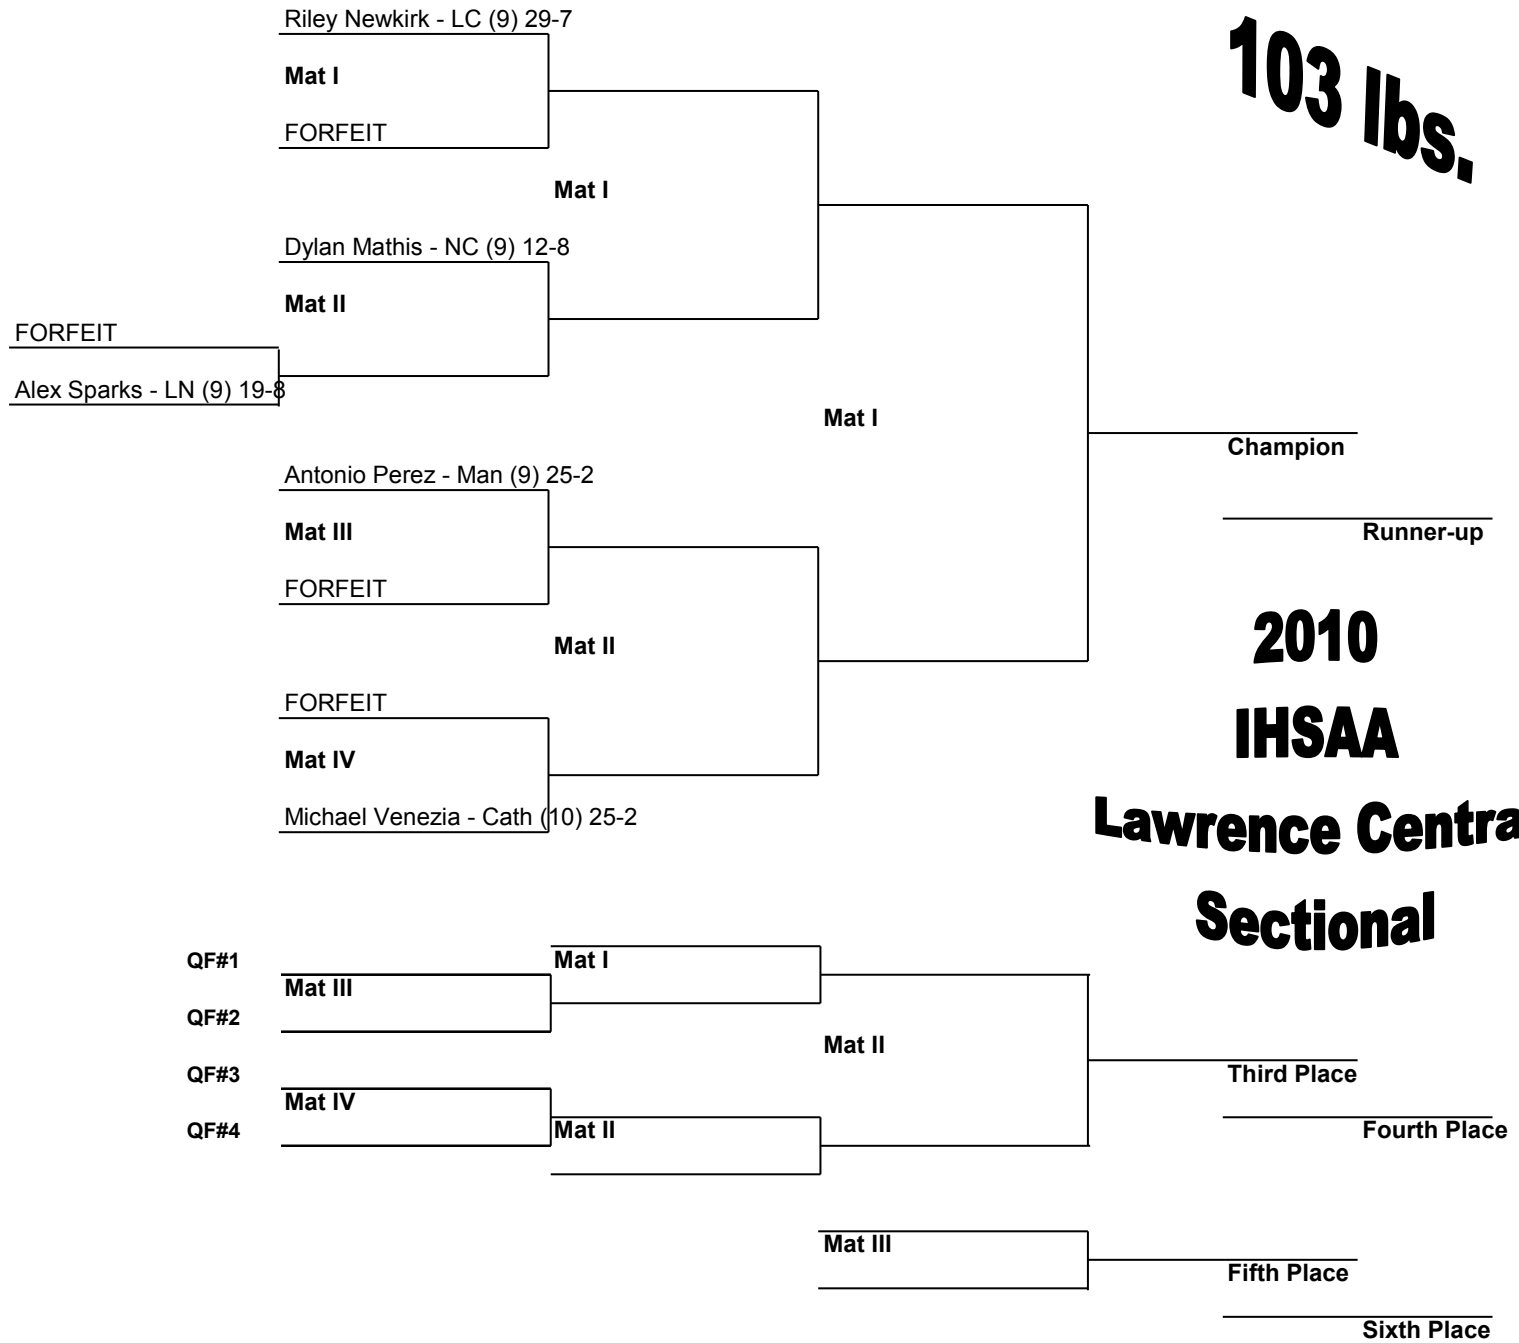 Riley Newkirk - LC (9) 29-7
103 lbs.
Mat I
FORFEIT
Mat I
Dylan Mathis - NC (9) 12-8
Mat II
FORFEIT
Alex Sparks - LN (9) 19-8
Mat I
Champion
Antonio Perez - Man (9) 25-2
Mat III
Runner-up
FORFEIT
2010
Mat II
FORFEIT
IHSAA
Mat IV
Michael Venezia - Cath (10) 25-2
Lawrence Centra
Sectional
QF#1
Mat I
Mat III
QF#2
Mat II
QF#3
Third Place
Mat IV
QF#4
Mat II
Fourth Place
Mat III
Fifth Place
Sixth Place